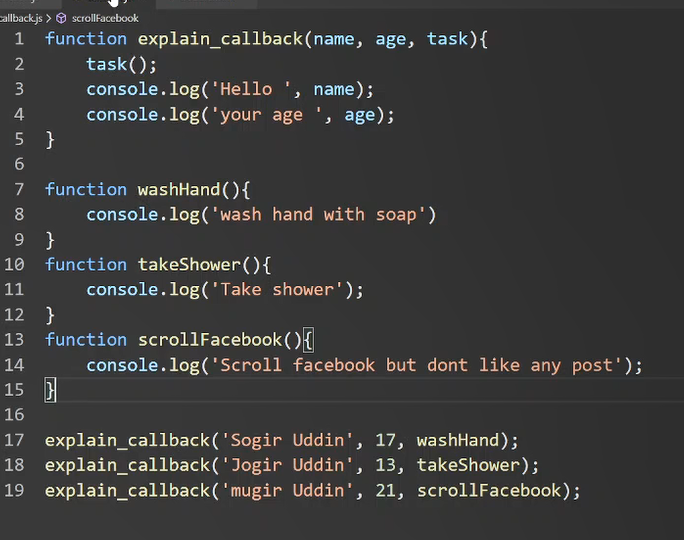 callback.js > scrollFacebook
1 function explain_callback(name, age, task){
2 task();
3 console.log('Hello ', name);
4 console.log('your age ', age);
5 }
6
7 function washHand(){
8 console.log('wash hand with soap')
9 }
10 function takeShower(){
11 console.log('Take shower');
12 }
13 function scrollFacebook(){
14 console.log('Scroll facebook but dont like any post');
15 }
16
17 explain_callback('Sogir Uddin', 17, washHand);
18 explain_callback('Jogir Uddin', 13, takeShower);
19 explain_callback('mugir Uddin', 21, scrollFacebook);